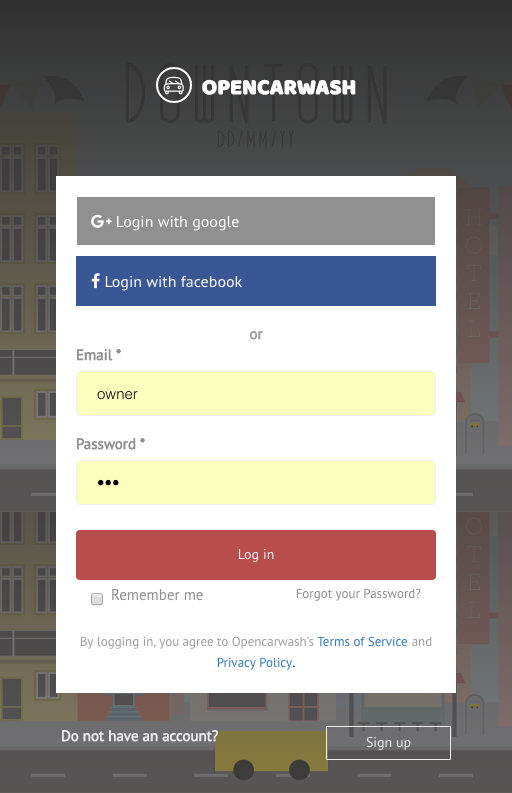 DOWNTOWN
OPENCARWASH
DD/MM/YY
G+ Login with google
f Login with facebook
HOTEL
or
Email *
owner
Password *
•••
Log in
OTEL
Remember me
Forgot your Password?
By logging in, you agree to Opencarwash's Terms of Service and
Privacy Policy.
Do not have an account?
Sign up